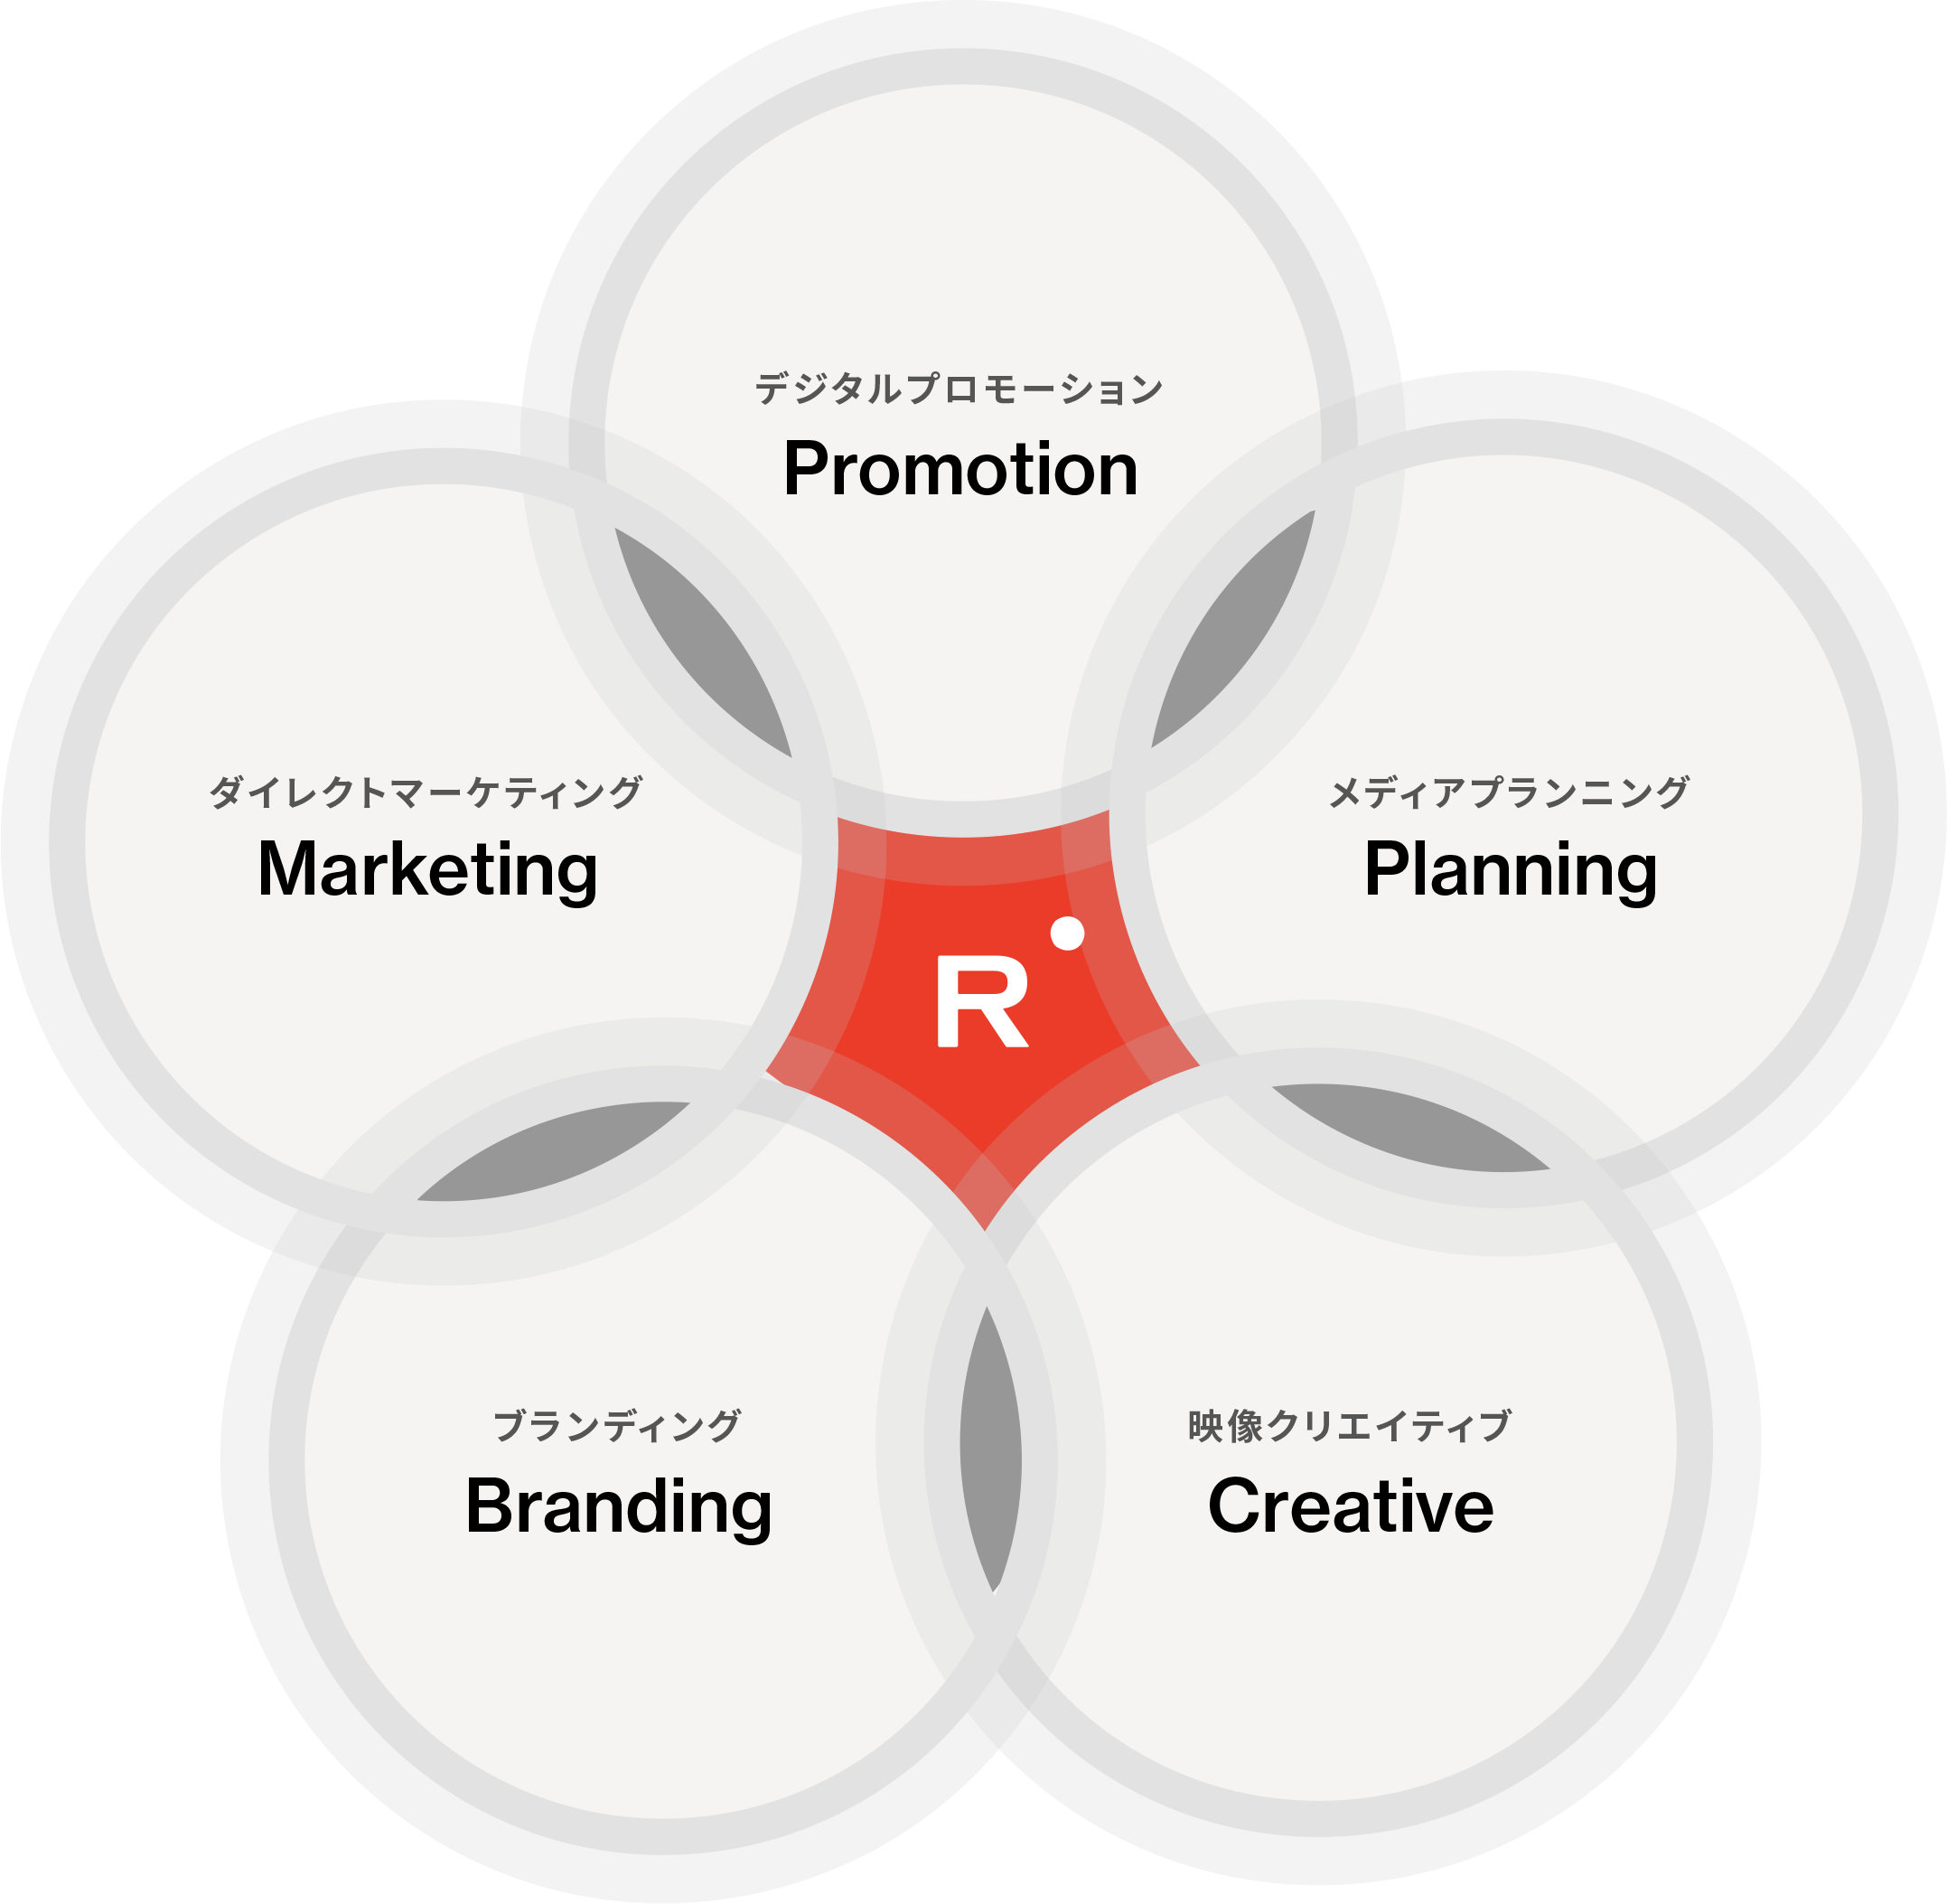 デジタルプロモーション
Promotion
ダイレクトマーケティング
Marketing
メディアプランニング
Planning
R
ブランディング
Branding
映像クリエイティブ
Creative